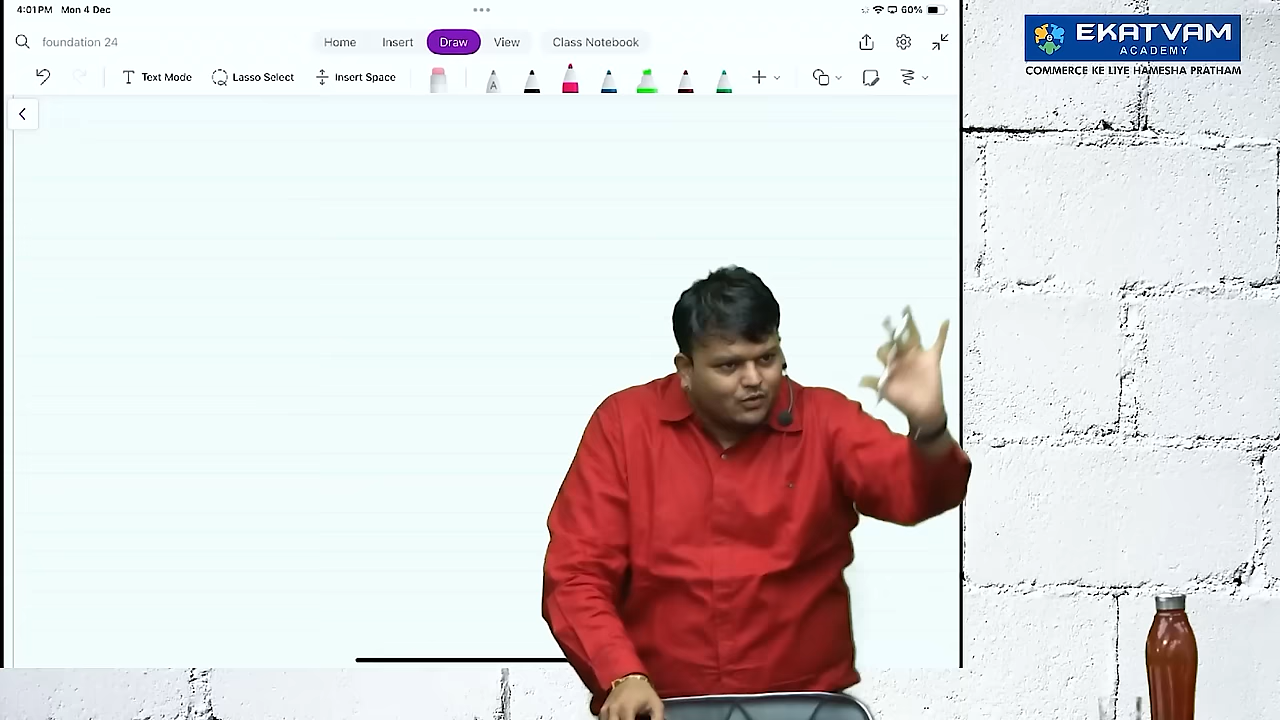 4:01PM Mon 4 Dec
60%
foundation 24
Home Insert Draw View Class Notebook
Text Mode Lasso Select Insert Space
A
EKATVAM
ACADEMY
COMMERCE KE LIYE HAMESHA PRATHAM